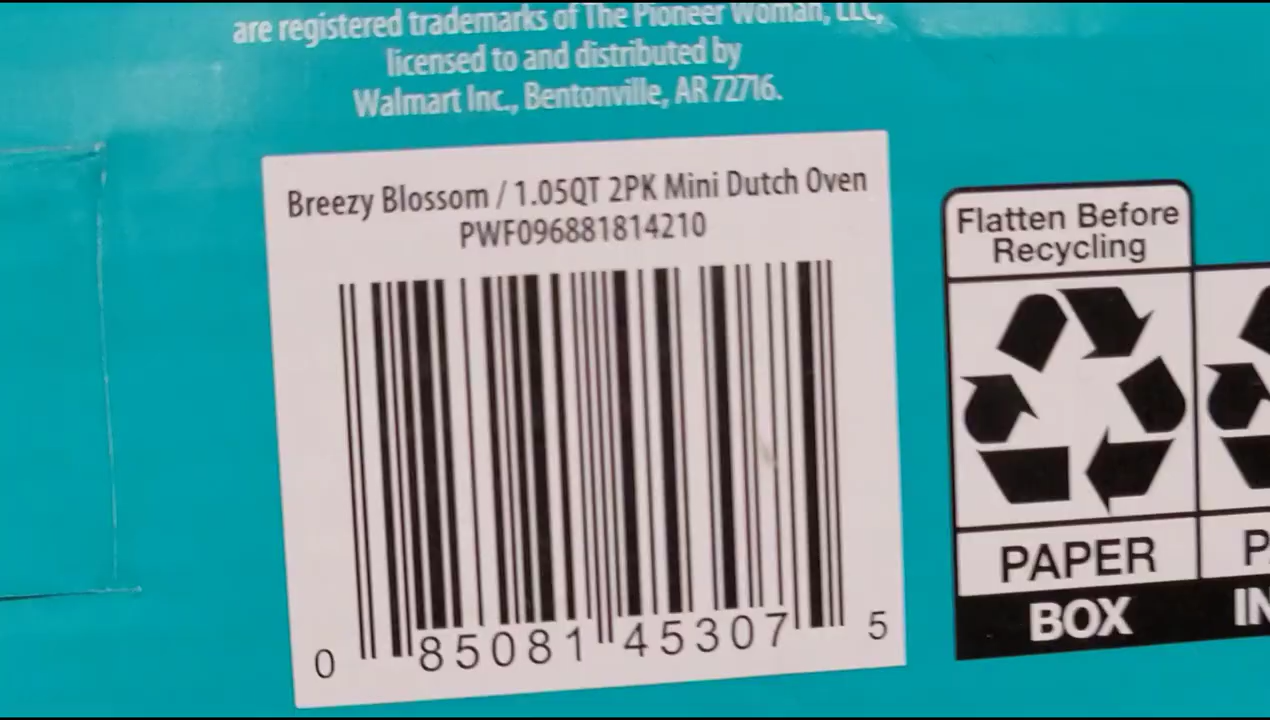 are registered trademarks of The Pioneer Woman, LLC,
licensed to and distributed by
Walmart Inc., Bentonville, AR 72716.
Breezy Blossom / 1.05QT 2PK Mini Dutch Oven
PWF096881814210
0 85081 45307 5
Flatten Before
Recycling
PAPER
BOX